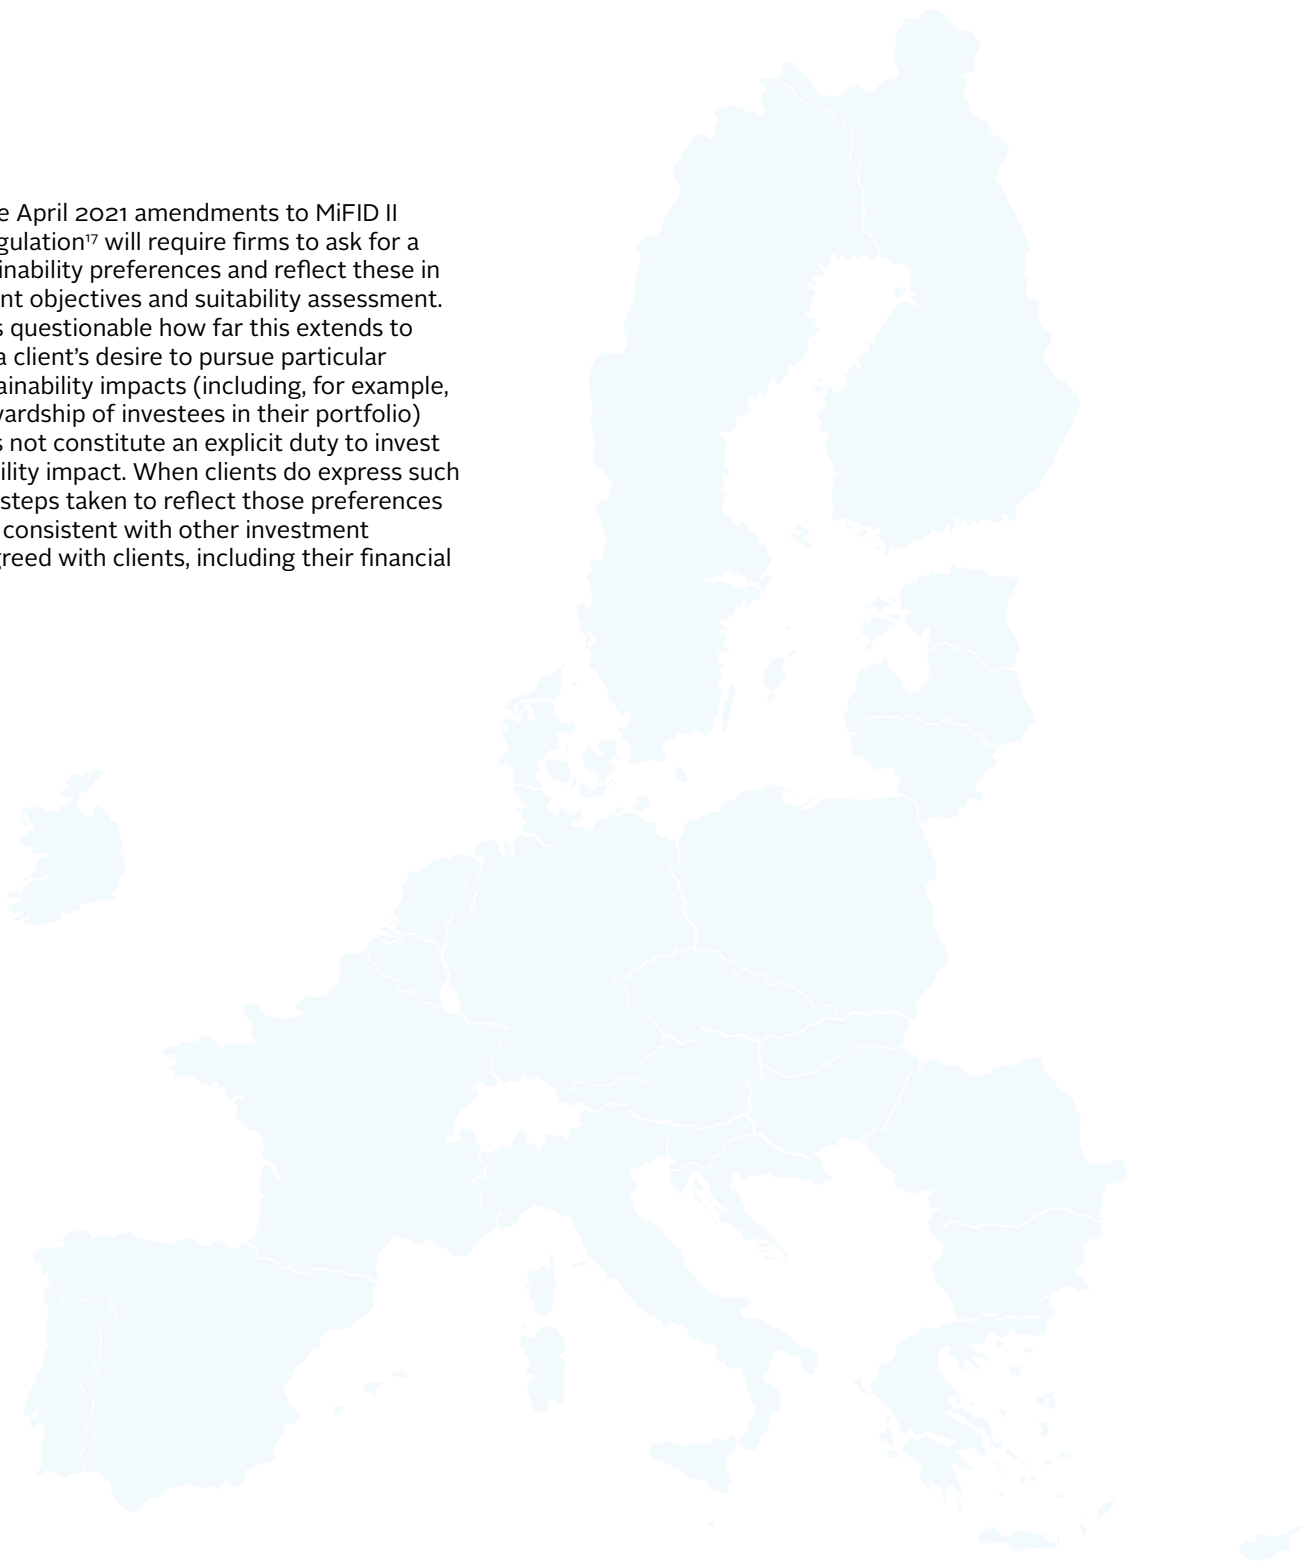 e April 2021 amendments to MiFID II
gulation¹⁷ will require firms to ask for a
inability preferences and reflect these in
nt objectives and suitability assessment.
s questionable how far this extends to
a client’s desire to pursue particular
ainability impacts (including, for example,
wardship of investees in their portfolio)
s not constitute an explicit duty to invest
ility impact. When clients do express such
steps taken to reflect those preferences
consistent with other investment
greed with clients, including their financial